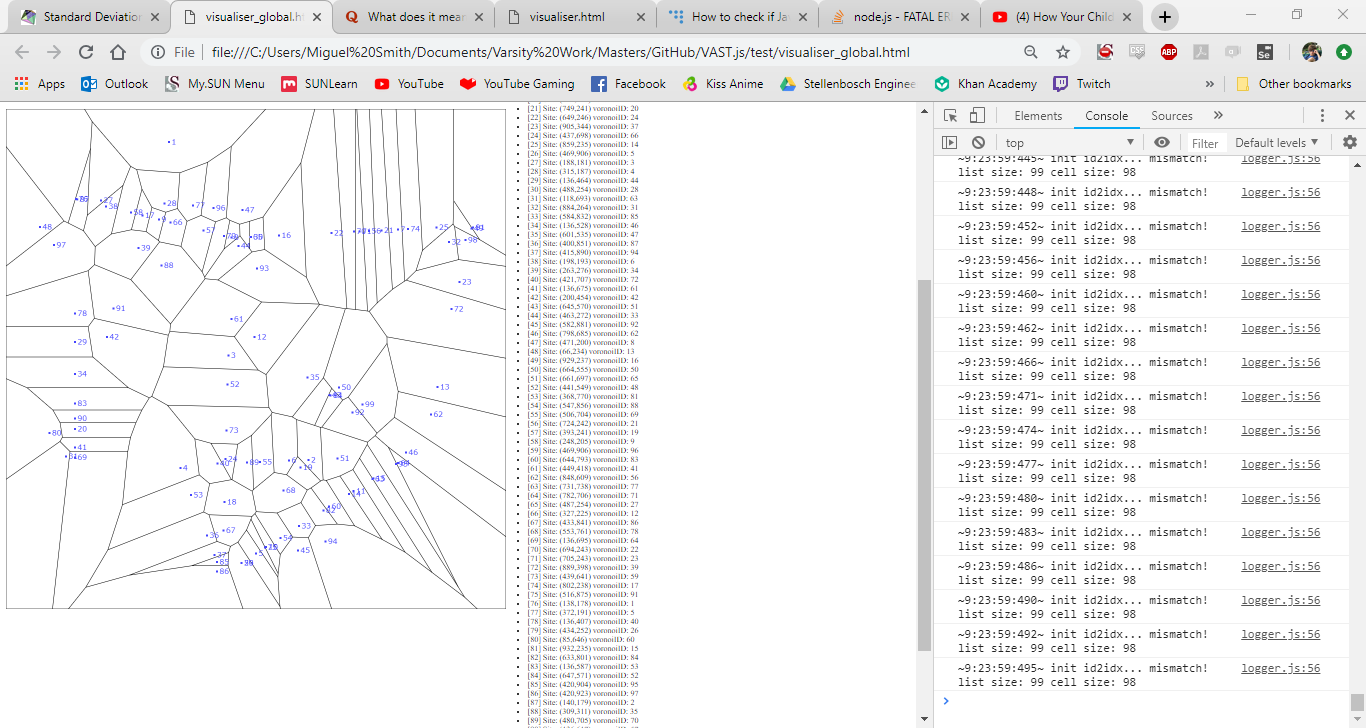 Standard Deviation
visualiser_global.h
What does it mear
visualiser.html
How to check if Ja
node.js - FATAL ER
(4) How Your Child
File file:///C:/Users/Miguel%20Smith/Documents/Varsity%20Work/Masters/GitHub/VAST.js/test/visualiser_global.html
Apps Outlook My.SUN Menu SUNLearn YouTube YouTube Gaming Facebook Kiss Anime Stellenbosch Enginee Khan Academy Twitch » Other bookmarks
[21] Site: (749,241) voronoiID: 20
[22] Site: (649,246) voronoiID: 24
[23] Site: (905,344) voronoiID: 37
[24] Site: (437,698) voronoiID: 66
[25] Site: (859,235) voronoiID: 14
[26] Site: (469,906) voronoiID: 5
[27] Site: (188,181) voronoiID: 3
[28] Site: (315,187) voronoiID: 4
[29] Site: (136,464) voronoiID: 44
[30] Site: (488,254) voronoiID: 28
[31] Site: (118,693) voronoiID: 63
[32] Site: (884,264) voronoiID: 31
[33] Site: (584,832) voronoiID: 85
[34] Site: (136,528) voronoiID: 46
[35] Site: (601,535) voronoiID: 47
[36] Site: (400,851) voronoiID: 87
[37] Site: (415,890) voronoiID: 94
[38] Site: (198,193) voronoiID: 6
[39] Site: (263,276) voronoiID: 34
[40] Site: (421,707) voronoiID: 72
[41] Site: (136,675) voronoiID: 61
[42] Site: (200,454) voronoiID: 42
[43] Site: (645,570) voronoiID: 51
[44] Site: (463,272) voronoiID: 33
[45] Site: (582,881) voronoiID: 92
[46] Site: (798,685) voronoiID: 62
[47] Site: (471,200) voronoiID: 8
[48] Site: (66,234) voronoiID: 13
[49] Site: (929,237) voronoiID: 16
[50] Site: (664,555) voronoiID: 50
[51] Site: (661,697) voronoiID: 65
[52] Site: (441,549) voronoiID: 48
[53] Site: (368,770) voronoiID: 81
[54] Site: (547,856) voronoiID: 88
[55] Site: (506,704) voronoiID: 69
[56] Site: (724,242) voronoiID: 21
[57] Site: (393,241) voronoiID: 19
[58] Site: (248,205) voronoiID: 9
[59] Site: (469,906) voronoiID: 96
[60] Site: (644,793) voronoiID: 83
[61] Site: (449,418) voronoiID: 41
[62] Site: (848,609) voronoiID: 56
[63] Site: (731,738) voronoiID: 77
[64] Site: (782,706) voronoiID: 71
[65] Site: (487,254) voronoiID: 27
[66] Site: (327,225) voronoiID: 12
[67] Site: (433,841) voronoiID: 86
[68] Site: (553,761) voronoiID: 78
[69] Site: (136,695) voronoiID: 64
[70] Site: (694,243) voronoiID: 22
[71] Site: (705,243) voronoiID: 23
[72] Site: (889,398) voronoiID: 39
[73] Site: (439,641) voronoiID: 59
[74] Site: (802,238) voronoiID: 17
[75] Site: (516,875) voronoiID: 91
[76] Site: (138,178) voronoiID: 1
[77] Site: (372,191) voronoiID: 5
[78] Site: (136,407) voronoiID: 40
[79] Site: (434,252) voronoiID: 26
[80] Site: (85,646) voronoiID: 60
[81] Site: (932,235) voronoiID: 15
[82] Site: (633,801) voronoiID: 84
[83] Site: (136,587) voronoiID: 53
[84] Site: (647,571) voronoiID: 52
[85] Site: (420,904) voronoiID: 95
[86] Site: (420,923) voronoiID: 97
[87] Site: (140,179) voronoiID: 2
[88] Site: (309,311) voronoiID: 35
[89] Site: (480,705) voronoiID: 70
Elements Console Sources »
top Filter Default levels
~9:23:59:445~ init id2idx... mismatch! logger.js:56
list size: 99 cell size: 98
~9:23:59:448~ init id2idx... mismatch! logger.js:56
list size: 99 cell size: 98
~9:23:59:452~ init id2idx... mismatch! logger.js:56
list size: 99 cell size: 98
~9:23:59:456~ init id2idx... mismatch! logger.js:56
list size: 99 cell size: 98
~9:23:59:460~ init id2idx... mismatch! logger.js:56
list size: 99 cell size: 98
~9:23:59:462~ init id2idx... mismatch! logger.js:56
list size: 99 cell size: 98
~9:23:59:466~ init id2idx... mismatch! logger.js:56
list size: 99 cell size: 98
~9:23:59:471~ init id2idx... mismatch! logger.js:56
list size: 99 cell size: 98
~9:23:59:474~ init id2idx... mismatch! logger.js:56
list size: 99 cell size: 98
~9:23:59:477~ init id2idx... mismatch! logger.js:56
list size: 99 cell size: 98
~9:23:59:480~ init id2idx... mismatch! logger.js:56
list size: 99 cell size: 98
~9:23:59:483~ init id2idx... mismatch! logger.js:56
list size: 99 cell size: 98
~9:23:59:486~ init id2idx... mismatch! logger.js:56
list size: 99 cell size: 98
~9:23:59:490~ init id2idx... mismatch! logger.js:56
list size: 99 cell size: 98
~9:23:59:492~ init id2idx... mismatch! logger.js:56
list size: 99 cell size: 98
~9:23:59:495~ init id2idx... mismatch! logger.js:56
list size: 99 cell size: 98